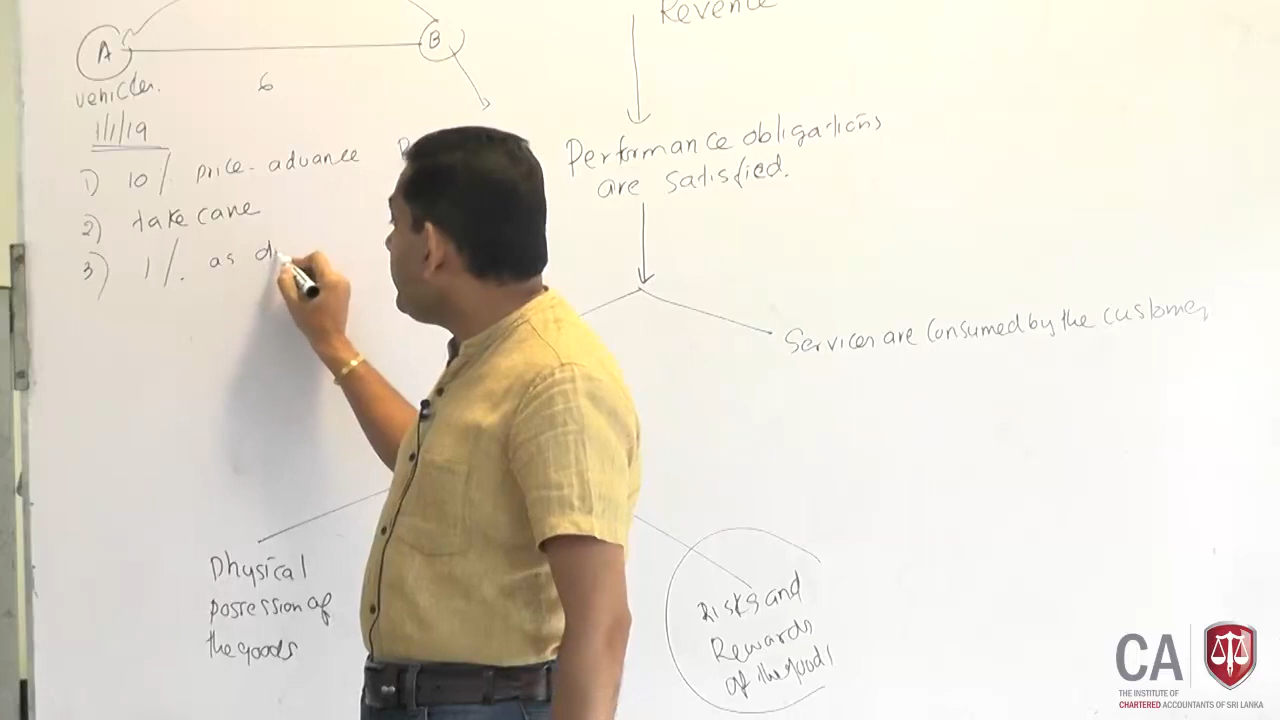 Revenue
A
B
vehicles.
6
1/1/19
1) 10% price-advance
2) take cane
3) 1% as d
Performance obligations
are satisfied.
Services are consumed by the customer
physical
possession of
the goods
Risks and
Rewards
of the goods
CA
THE INSTITUTE OF
CHARTERED ACCOUNTANTS OF SRI LANKA